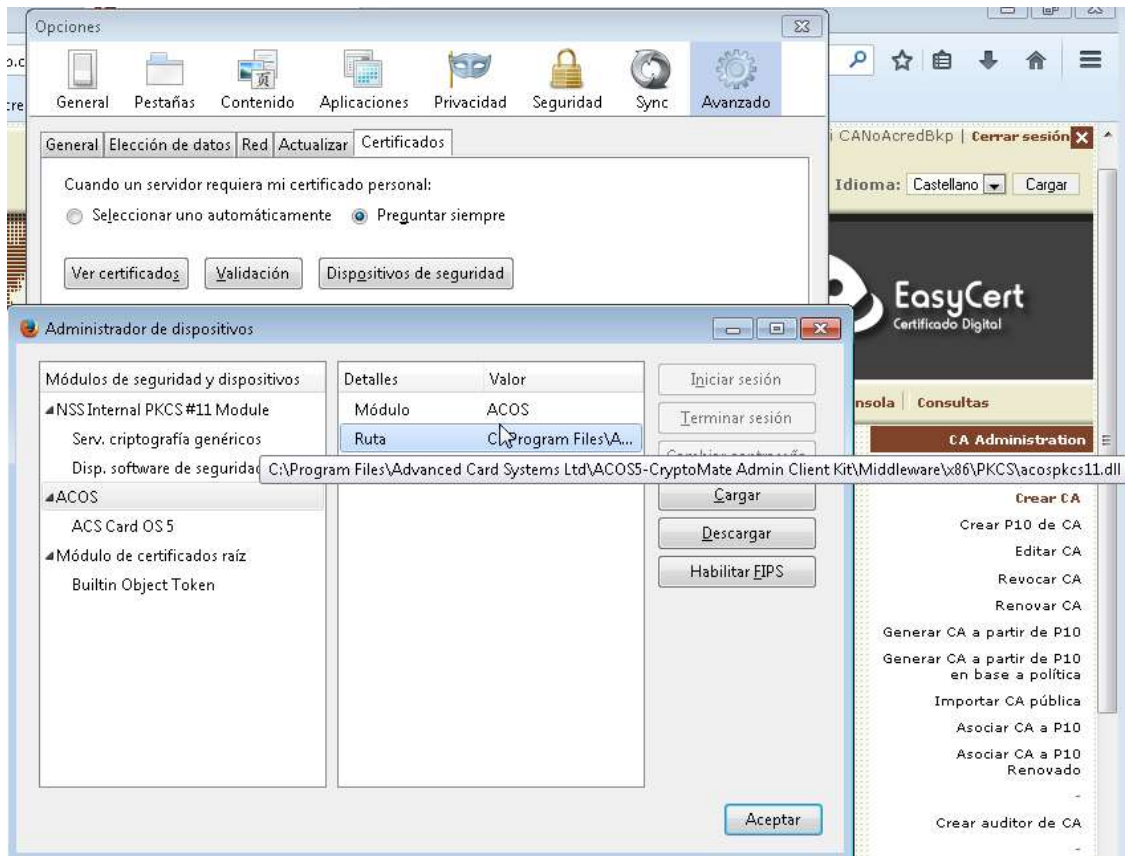 Opciones
General Pestañas Contenido Aplicaciones Privacidad Seguridad Sync Avanzado
General Elección de datos Red Actualizar Certificados
Cuando un servidor requiera mi certificado personal:
Seleccionar uno automáticamente Preguntar siempre
Ver certificados Validación Dispositivos de seguridad
CANoAcredBkp | Cerrar sesión
Idioma: Castellano Cargar
EasyCert
Certificado Digital
Consultas
CA Administration
Crear CA
Crear P10 de CA
Editar CA
Revocar CA
Renovar CA
Generar CA a partir de P10
Generar CA a partir de P10
en base a política
Importar CA pública
Asociar CA a P10
Asociar CA a P10
Renovado
-
Crear auditor de CA
-
Administrador de dispositivos
Módulos de seguridad y dispositivos
NSS Internal PKCS #11 Module
Serv. criptografía genéricos
Disp. software de seguridad
ACOS
ACS Card OS 5
Módulo de certificados raíz
Builtin Object Token
Detalles Valor
Módulo ACOS
Ruta C:\Program Files\A...
C:\Program Files\Advanced Card Systems Ltd\ACOS5-CryptoMate Admin Client Kit\Middleware\x86\PKCS\acospkcs11.dll
Iniciar sesión
Terminar sesión
Cargar
Descargar
Habilitar FIPS
Aceptar